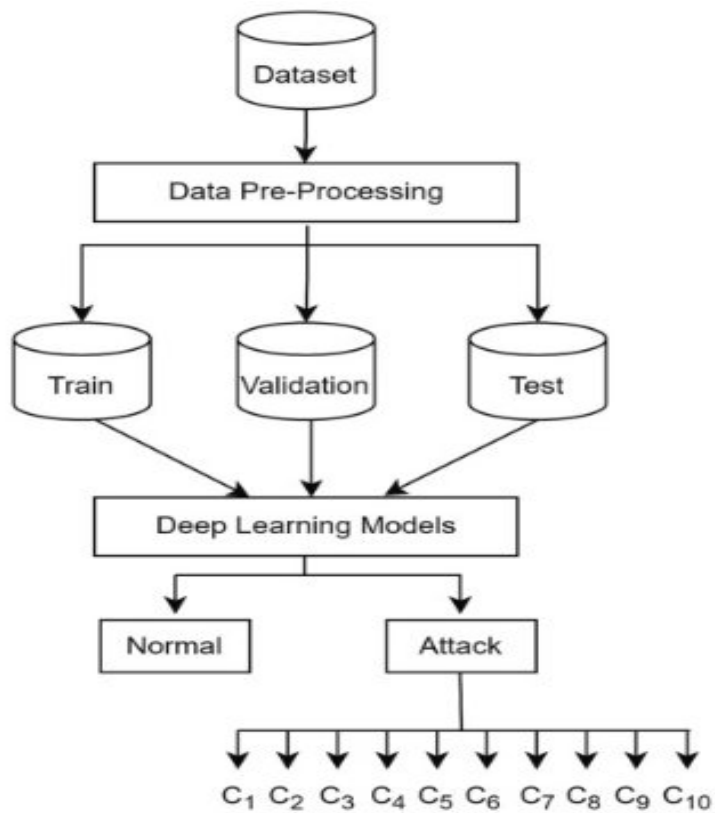 Dataset
Data Pre-Processing
Train Validation Test
Deep Learning Models
Normal Attack
C₁ C₂ C₃ C₄ C₅ C₆ C₇ C₈ C₉ C₁₀